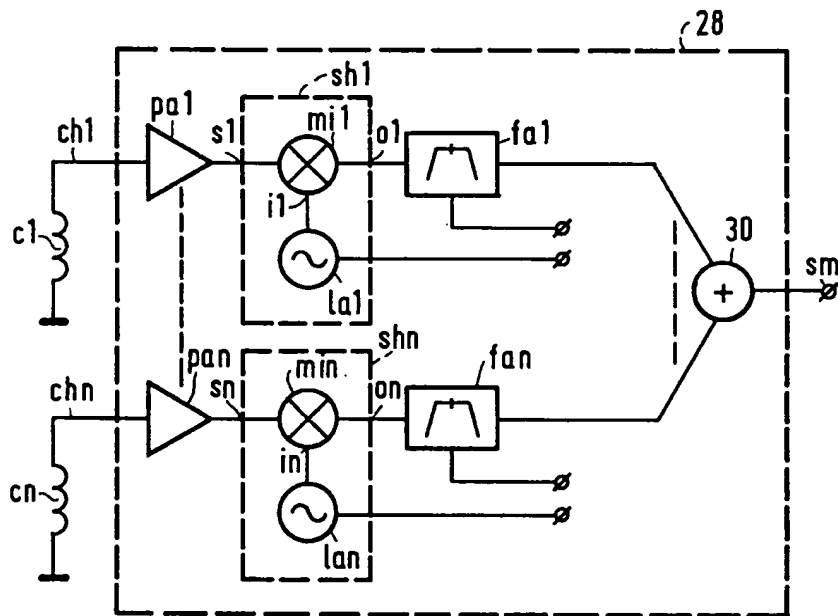 28
sh1
pa1
mi1
ch1
s1
o1
fa1
i1
c1
30
la1
sm
+
shn
pan
min
fan
chn
sn
on
in
cn
lan